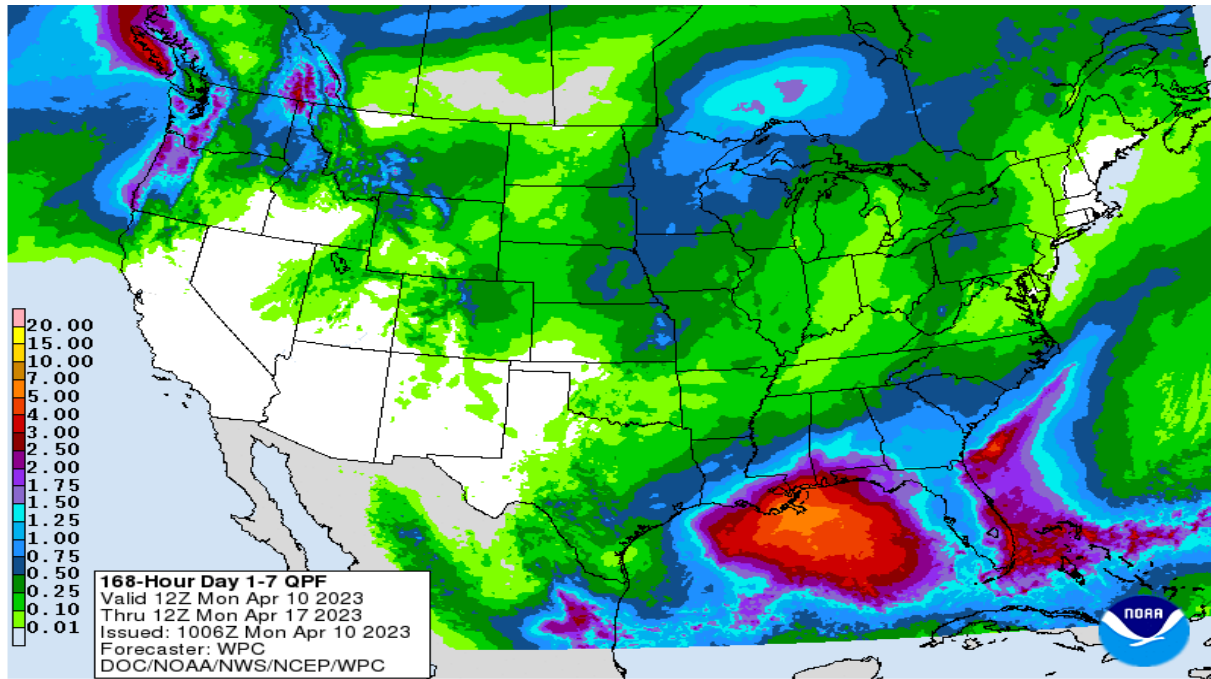 20.00
15.00
10.00
7.00
5.00
4.00
3.00
2.50
2.00
1.75
1.50
1.25
1.00
0.75
0.50
0.25
0.10
0.01
168-Hour Day 1-7 QPF
Valid 12Z Mon Apr 10 2023
Thru 12Z Mon Apr 17 2023
Issued: 1006Z Mon Apr 10 2023
Forecaster: WPC
DOC/NOAA/NWS/NCEP/WPC
NOAA